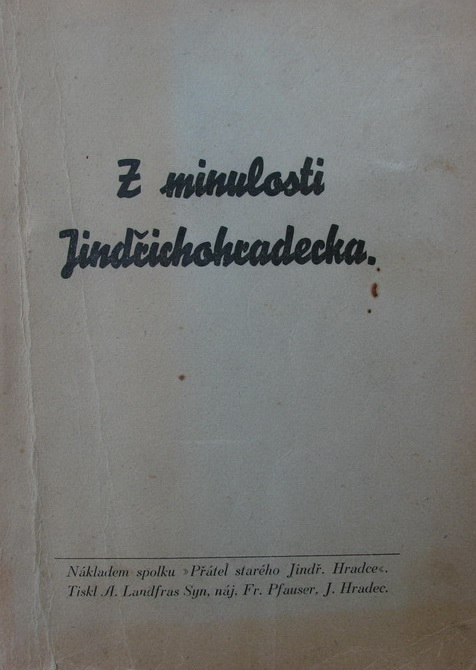 Z minulosti
Jindřichohradecka.
Nákladem spolku »Přátel starého Jindř. Hradce«.
Tiskl A. Landfras Syn, náj. Fr. Pfauser, J. Hradec.